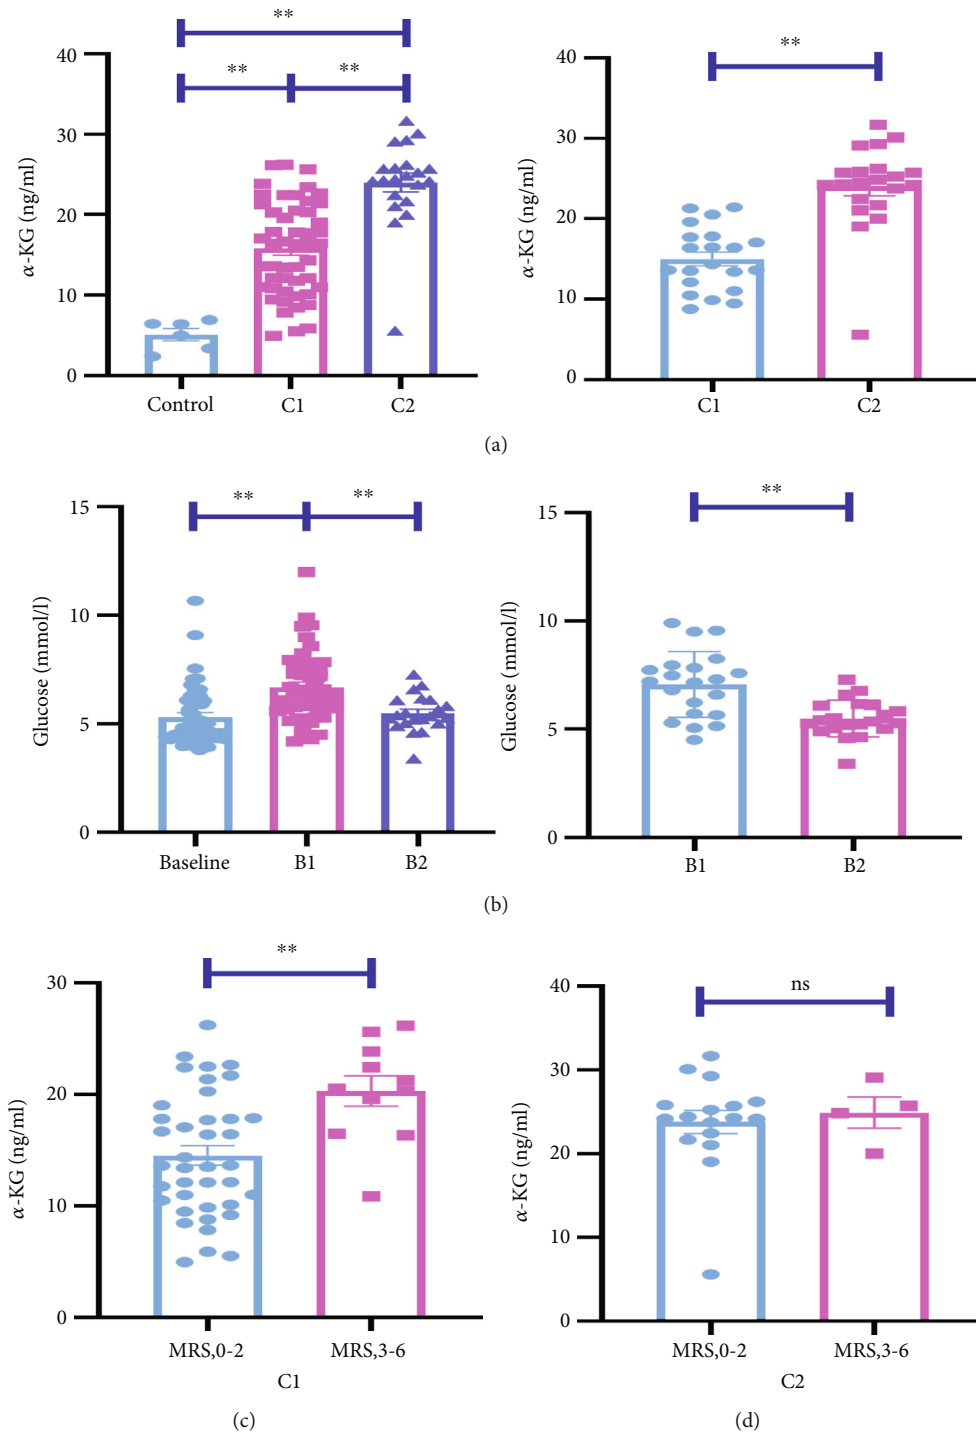 **
** **
40
30
20
10
0
α-KG (ng/ml)
Control C1 C2
**
40
30
20
10
0
α-KG (ng/ml)
C1 C2
(a)
** **
15
10
5
0
Glucose (mmol/l)
Baseline B1 B2
**
15
10
5
0
Glucose (mmol/l)
B1 B2
(b)
**
30
20
10
0
α-KG (ng/ml)
MRS,0-2 MRS,3-6
C1
(c)
ns
40
30
20
10
0
α-KG (ng/ml)
MRS,0-2 MRS,3-6
C2
(d)